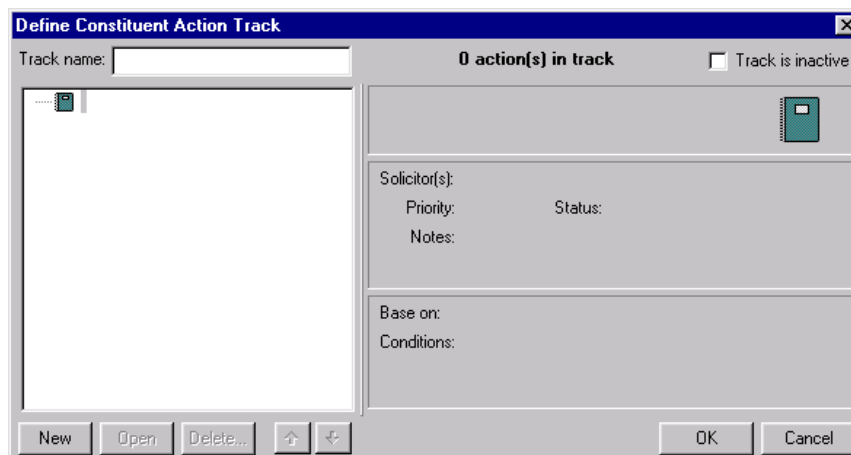 Define Constituent Action Track
Track name: 0 action(s) in track Track is inactive
Solicitor(s):
Priority: Status:
Notes:
Base on:
Conditions:
New Open Delete... OK Cancel